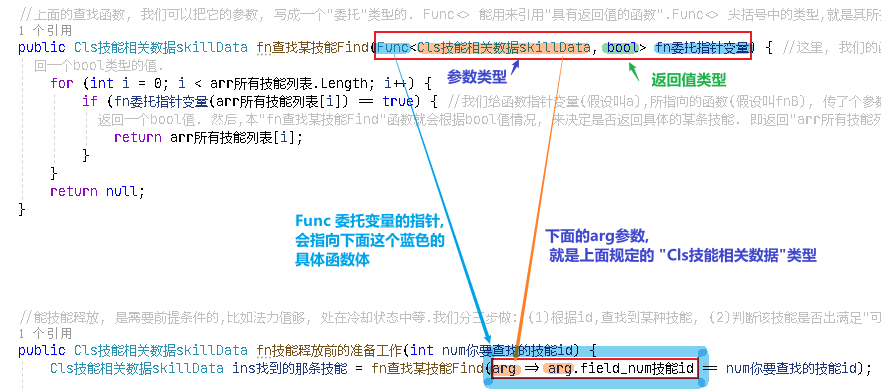 //上面的查找函数, 我们可以把它的参数, 写成一个"委托"类型的. Func<> 能用来引用"具有返回值的函数".Func<> 尖括号中的类型,就是其所
1 个引用
public Cls技能相关数据skillData fn查找某技能Find(Func<Cls技能相关数据skillData, bool> fn委托指针变量) { //这里, 我们的函
回一个bool类型的值.
参数类型
返回值类型
for (int i = 0; i < arr所有技能列表.Length; i++) {
if (fn委托指针变量(arr所有技能列表[i]) == true) { //我们给函数指针变量(假设叫a),所指向的函数(假设叫fnB), 传了个参数
返回一个bool值. 然后,本"fn查找某技能Find"函数就会根据bool值情况, 来决定是否返回具体的某条技能. 即返回"arr所有技能列
return arr所有技能列表[i];
}
}
return null;
}
Func 委托变量的指针,
会指向下面这个蓝色的
具体函数体
下面的arg参数,
就是上面规定的 "Cls技能相关数据"类型
//能技能释放, 是需要前提条件的,比如法力值够, 处在冷却状态中等.我们分三步做: (1)根据id,查找到某种技能, (2)判断该技能是否出满足"可
1 个引用
public Cls技能相关数据skillData fn技能释放前的准备工作(int num你要查找的技能id) {
Cls技能相关数据skillData ins找到的那条技能 = fn查找某技能Find(arg => arg.field_num技能id == num你要查找的技能id);